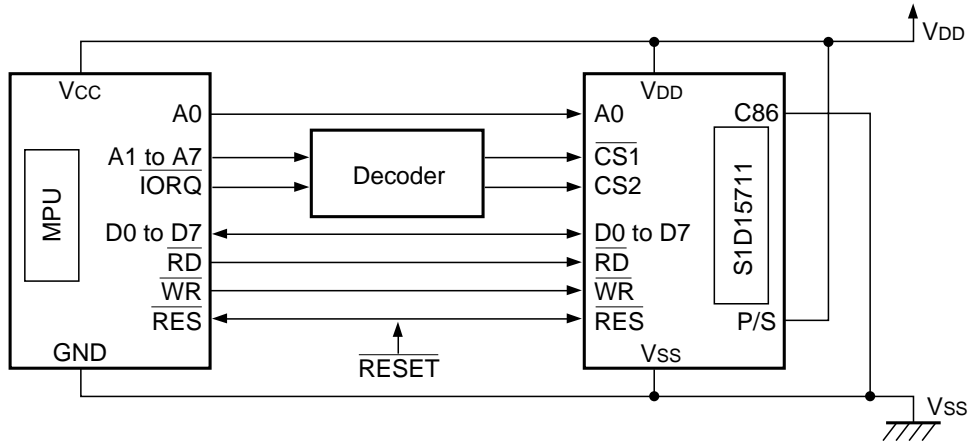 VDD
VCC
VDD
A0
A0
C86
A1 to A7
Decoder
CS1
IORQ
CS2
MPU
S1D15711
D0 to D7
D0 to D7
RD
RD
WR
WR
RES
RES
P/S
RESET
GND
VSS
VSS